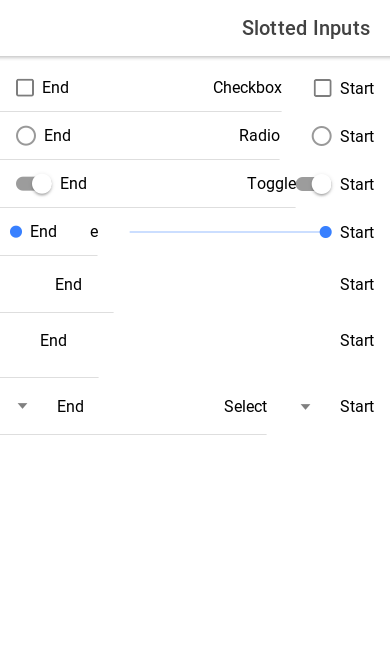 Slotted Inputs
End Checkbox Start
End Radio Start
End Toggle Start
End e Start
End Start
End Start
End Select Start